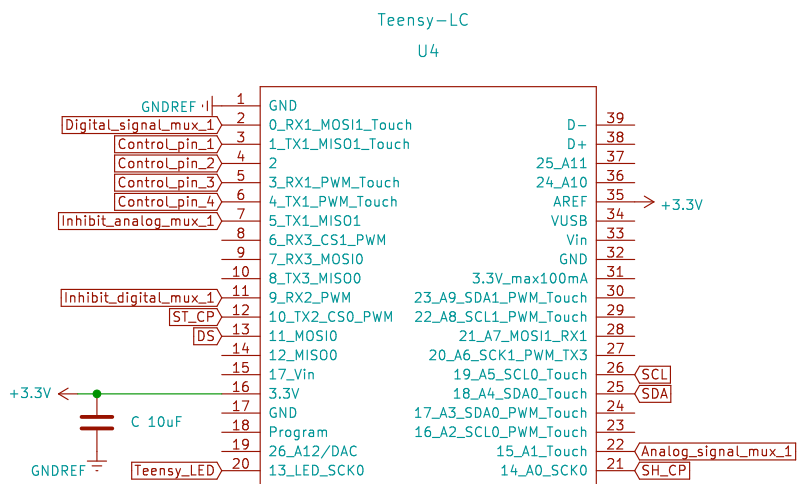 Teensy-LC
U4
GNDREF 1 GND
Digital_signal_mux_1 2 0_RX1_MOSI1_Touch D- 39
Control_pin_1 3 1_TX1_MISO1_Touch D+ 38
Control_pin_2 4 2 25_A11 37
Control_pin_3 5 3_RX1_PWM_Touch 24_A10 36
Control_pin_4 6 4_TX1_PWM_Touch AREF 35 +3.3V
Inhibit_analog_mux_1 7 5_TX1_MISO1 VUSB 34
8 6_RX3_CS1_PWM Vin 33
9 7_RX3_MOSI0 GND 32
10 8_TX3_MISO0 3.3V_max100mA 31
Inhibit_digital_mux_1 11 9_RX2_PWM 23_A9_SDA1_PWM_Touch 30
ST_CP 12 10_TX2_CS0_PWM 22_A8_SCL1_PWM_Touch 29
DS 13 11_MOSI0 21_A7_MOSI1_RX1 28
14 12_MISO0 20_A6_SCK1_PWM_TX3 27
15 17_Vin 19_A5_SCL0_Touch 26 SCL
+3.3V 16 3.3V 18_A4_SDA0_Touch 25 SDA
17 GND 17_A3_SDA0_PWM_Touch 24
C 10uF 18 Program 16_A2_SCL0_PWM_Touch 23
19 26_A12/DAC 15_A1_Touch 22 Analog_signal_mux_1
GNDREF Teensy_LED 20 13_LED_SCK0 14_A0_SCK0 21 SH_CP